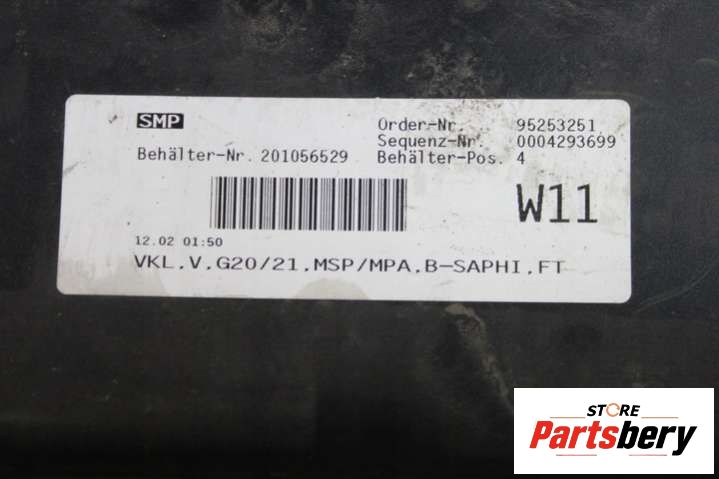 SMP
Order-Nr. 95253251
Sequenz-Nr. 0004293699
Behälter-Nr. 201056529 Behälter-Pos. 4
W11
12.02 01:50
VKL,V,G20/21,MSP/MPA,B-SAPHI,FT
STORE
Partsbery